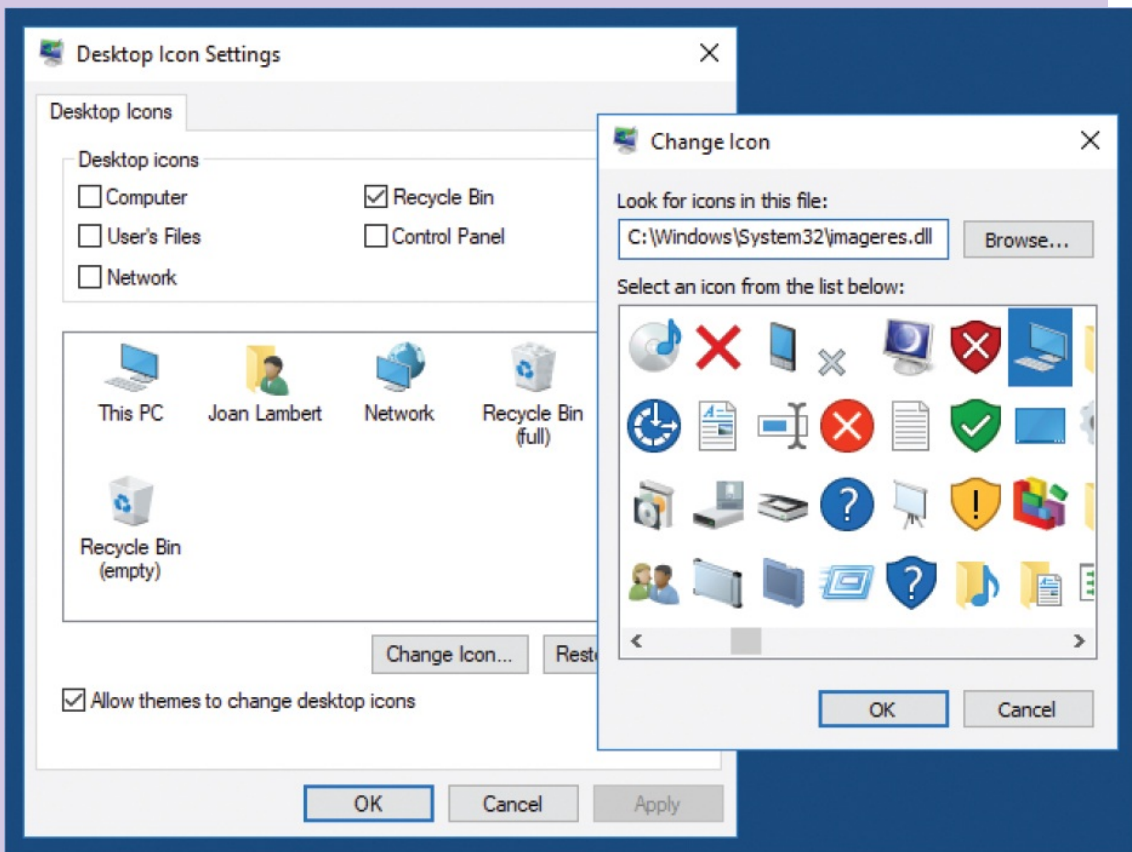 Desktop Icon Settings
Desktop Icons
Desktop icons
Computer
Recycle Bin
User's Files
Control Panel
Network
This PC
Joan Lambert
Network
Recycle Bin
(full)
Recycle Bin
(empty)
Change Icon...
Rest
Allow themes to change desktop icons
OK
Cancel
Apply
Change Icon
Look for icons in this file:
C:\Windows\System32\imageres.dll
Browse...
Select an icon from the list below:
OK
Cancel